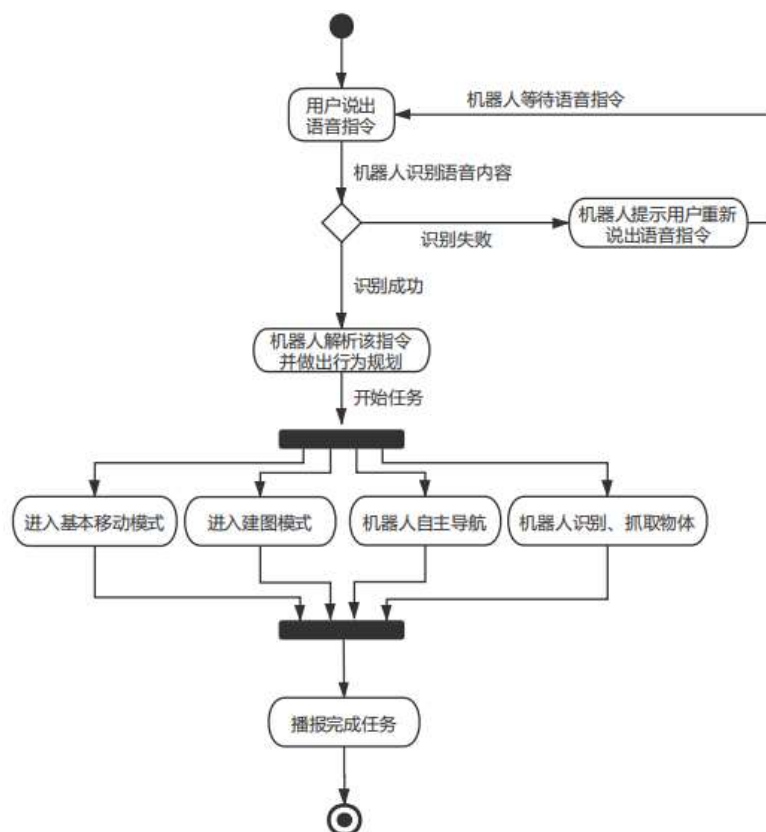 用户说出
语音指令
机器人等待语音指令
机器人识别语音内容
机器人提示用户重新
说出语音指令
识别失败
识别成功
机器人解析该指令
并做出行为规划
开始任务
进入基本移动模式
进入建图模式
机器人自主导航
机器人识别、抓取物体
播报完成任务